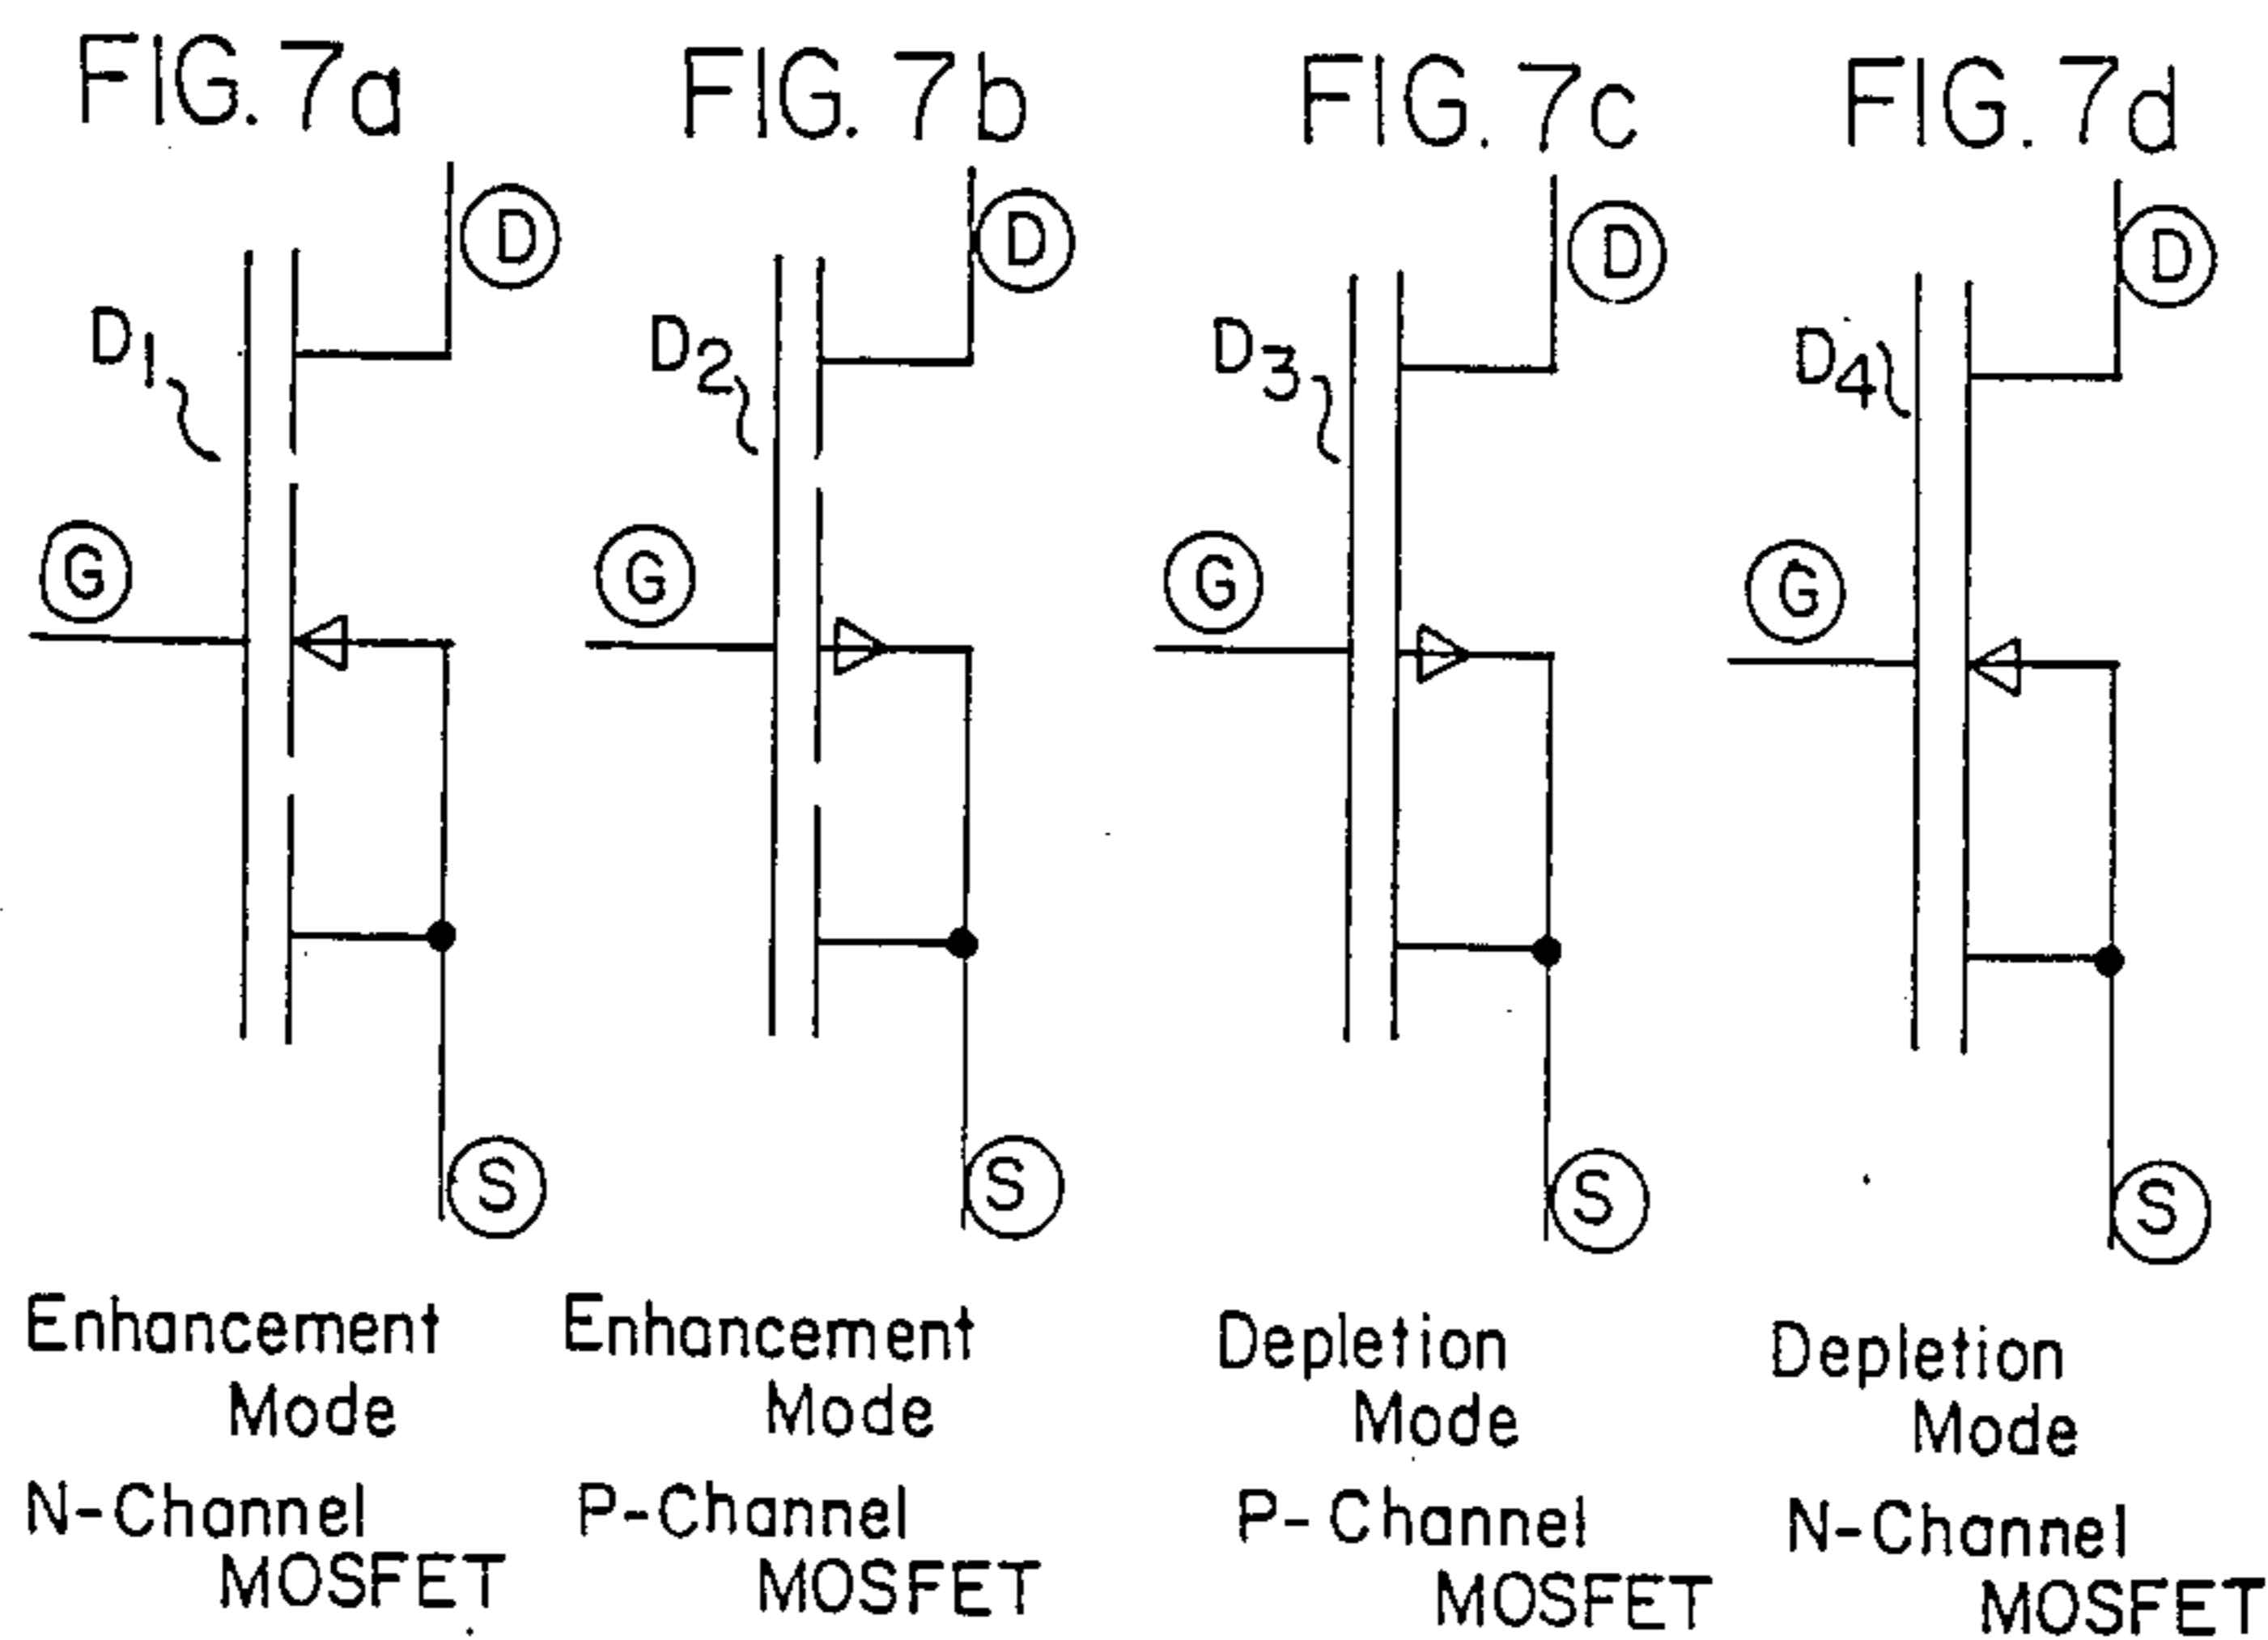 FIG. 7a
FIG. 7b
FIG. 7c
FIG. 7d
D
D
D
D
D1
D2
D3
D4
G
G
G
G
S
S
S
S
Enhancement
Mode
N-Channel
MOSFET
Enhancement
Mode
P-Channel
MOSFET
Depletion
Mode
P-Channel
MOSFET
Depletion
Mode
N-Channel
MOSFET